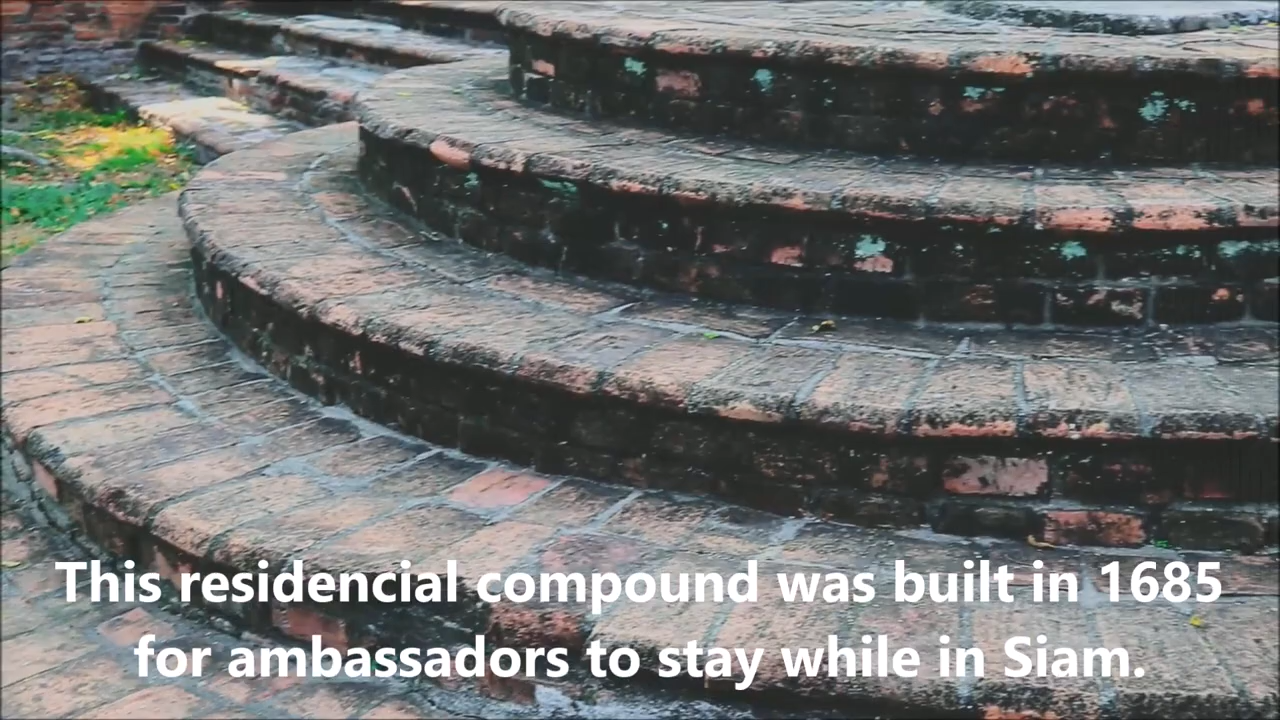 This residencial compound was built in 1685
for ambassadors to stay while in Siam.